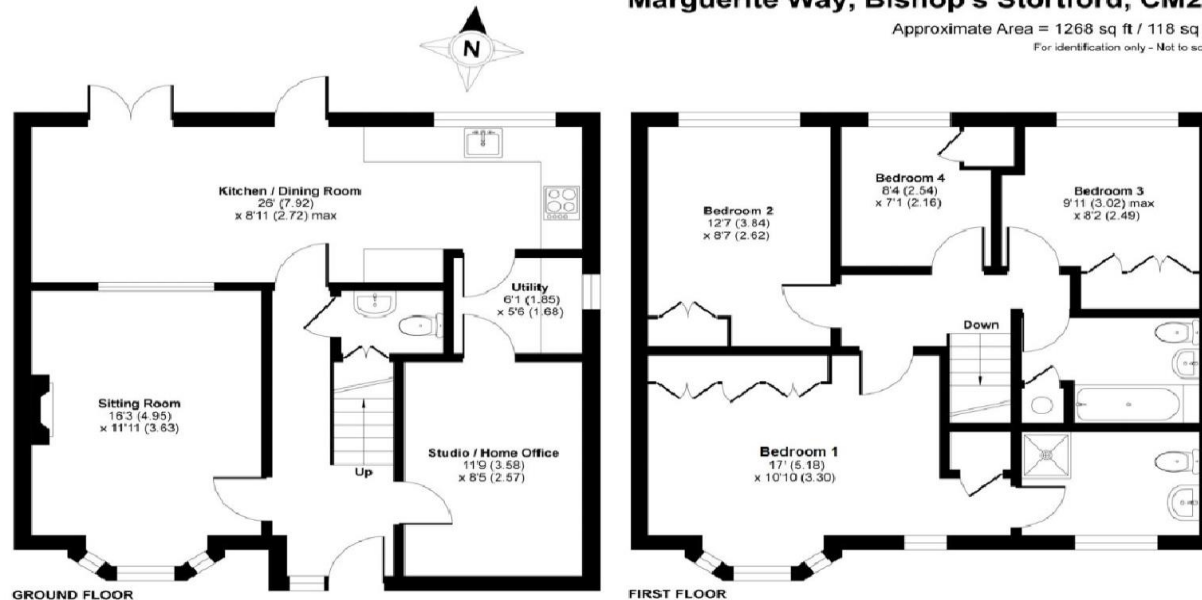 Marguerite Way, Bishop's Stortford, CM2
Approximate Area = 1268 sq ft / 118 sq
For identification only - Not to sc
N
Kitchen / Dining Room
26' (7.92)
x 8'11 (2.72) max
Utility
6'1 (1.85)
x 5'6 (1.68)
Sitting Room
16'3 (4.95)
x 11'11 (3.63)
Up
Studio / Home Office
11'9 (3.58)
x 8'5 (2.57)
GROUND FLOOR
Bedroom 2
12'7 (3.84)
x 8'7 (2.62)
Bedroom 4
8'4 (2.54)
x 7'1 (2.16)
Bedroom 3
9'11 (3.02) max
x 8'2 (2.49)
Down
Bedroom 1
17' (5.18)
x 10'10 (3.30)
FIRST FLOOR